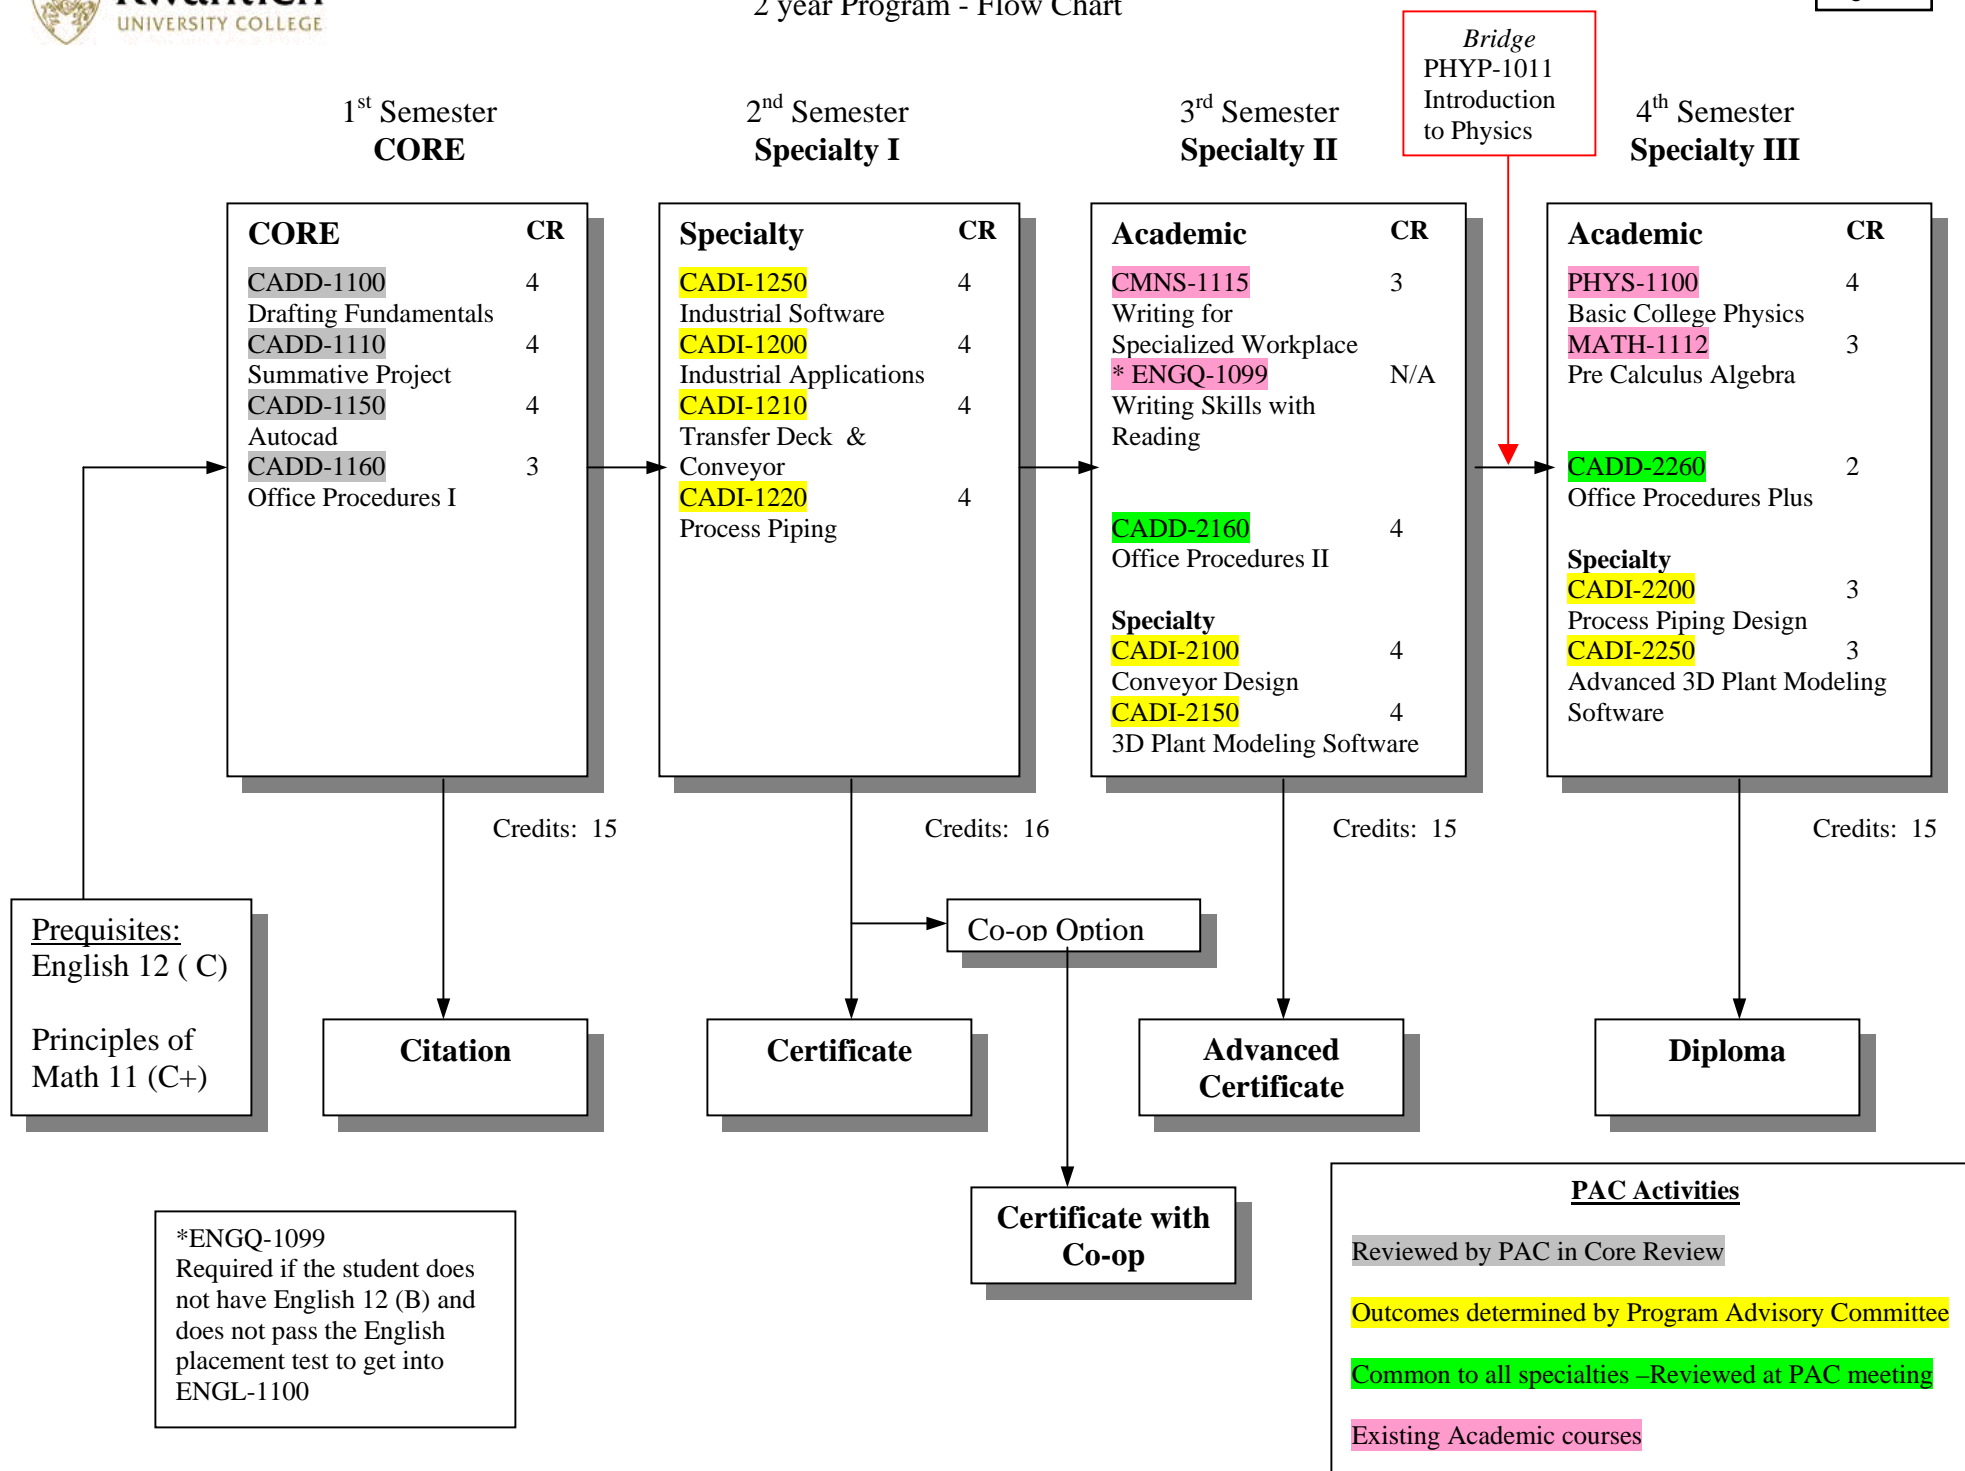 UNIVERSITY COLLEGE
2 year Program - Flow Chart
Bridge
PHYP-1011
Introduction
to Physics
1st Semester
CORE
2nd Semester
Specialty I
3rd Semester
Specialty II
4th Semester
Specialty III
CORE CR
CADD-1100 4
Drafting Fundamentals
CADD-1110 4
Summative Project
CADD-1150 4
Autocad
CADD-1160 3
Office Procedures I
Specialty CR
CADI-1250 4
Industrial Software
CADI-1200 4
Industrial Applications
CADI-1210 4
Transfer Deck &
Conveyor
CADI-1220 4
Process Piping
Academic CR
CMNS-1115 3
Writing for
Specialized Workplace
* ENGQ-1099 N/A
Writing Skills with
Reading
CADD-2160 4
Office Procedures II
Specialty
CADI-2100 4
Conveyor Design
CADI-2150 4
3D Plant Modeling Software
Academic CR
PHYS-1100 4
Basic College Physics
MATH-1112 3
Pre Calculus Algebra
CADD-2260 2
Office Procedures Plus
Specialty
CADI-2200 3
Process Piping Design
CADI-2250 3
Advanced 3D Plant Modeling
Software
Credits: 15
Credits: 16
Credits: 15
Credits: 15
Prequisites:
English 12 ( C)
Principles of
Math 11 (C+)
Co-op Option
Citation
Certificate
Advanced
Certificate
Diploma
Certificate with
Co-op
*ENGQ-1099
Required if the student does
not have English 12 (B) and
does not pass the English
placement test to get into
ENGL-1100
PAC Activities
Reviewed by PAC in Core Review
Outcomes determined by Program Advisory Committee
Common to all specialties –Reviewed at PAC meeting
Existing Academic courses